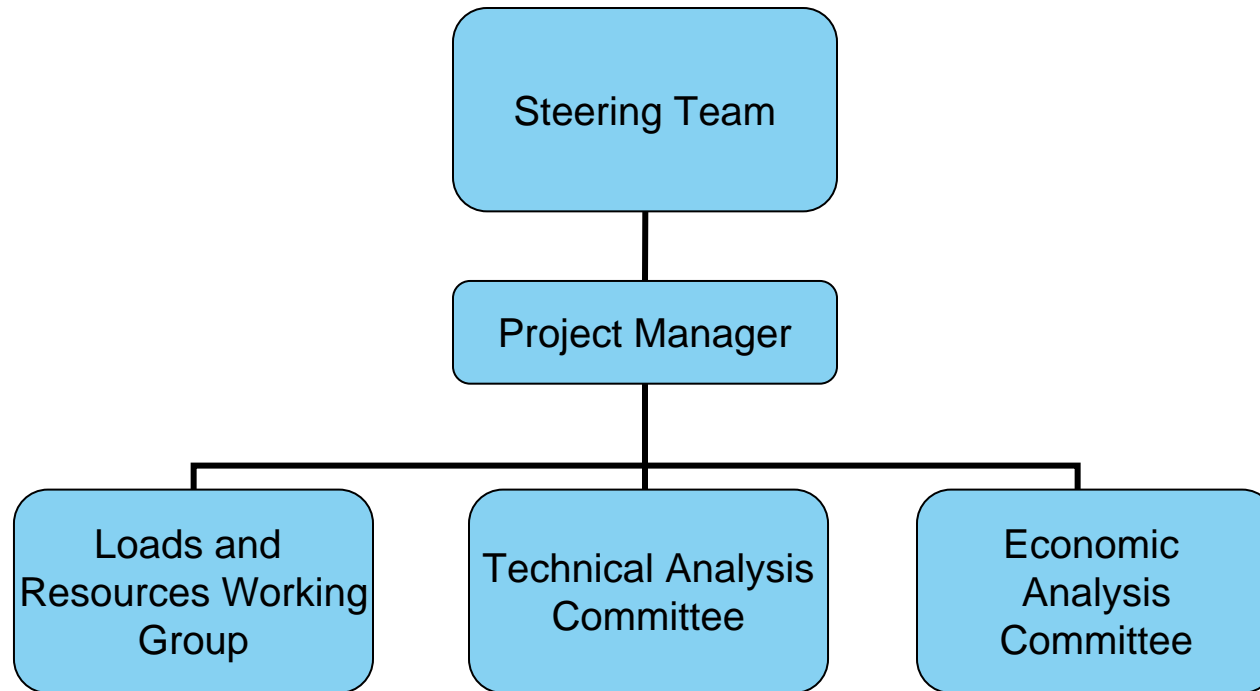 Steering Team
Project Manager
Loads and
Resources Working
Group
Technical Analysis
Committee
Economic
Analysis
Committee